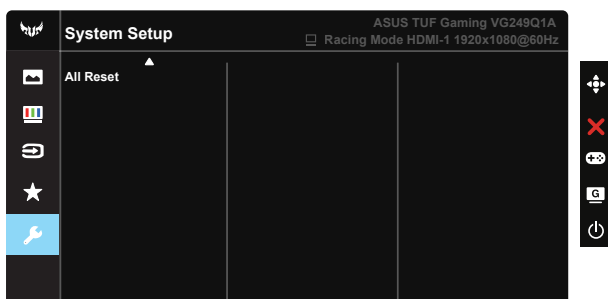 System Setup
ASUS TUF Gaming VG249Q1A
Racing Mode HDMI-1 1920x1080@60Hz
All Reset
G